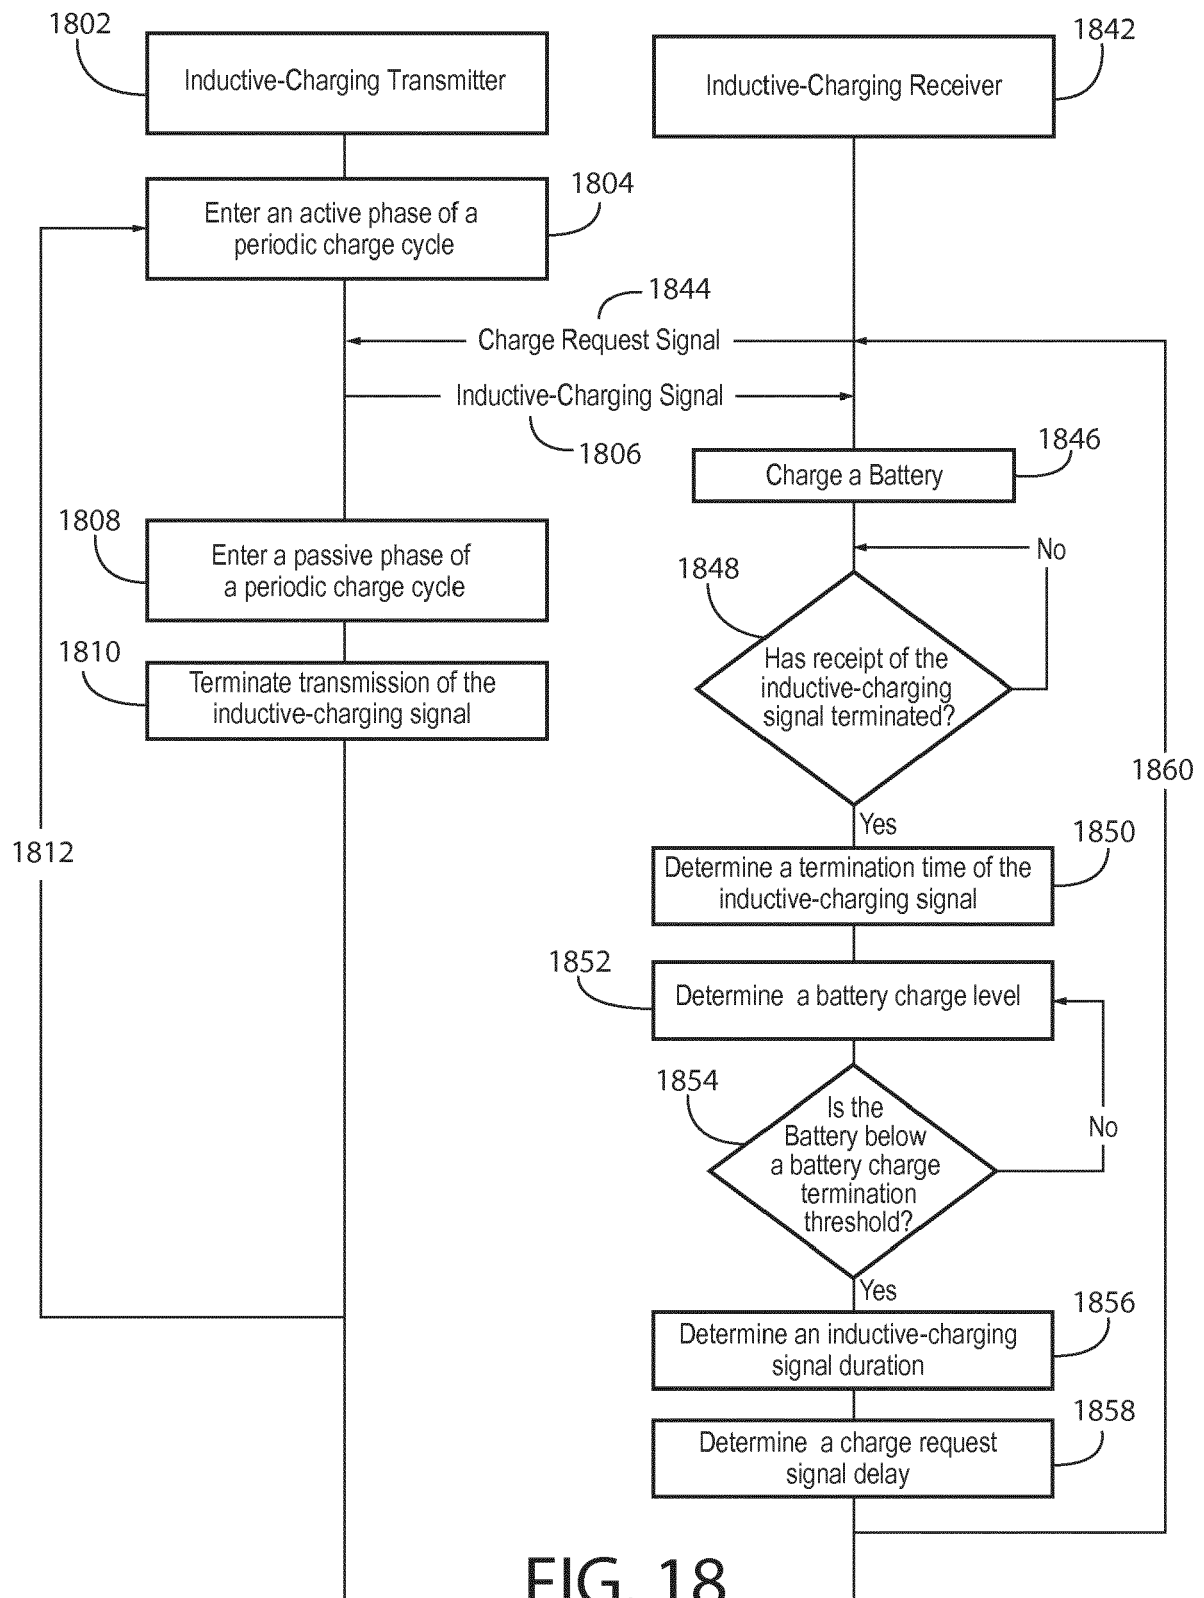 1802
Inductive-Charging Transmitter
1842
Inductive-Charging Receiver
1804
Enter an active phase of a
periodic charge cycle
1844
Charge Request Signal
Inductive-Charging Signal
1806
1846
Charge a Battery
1808
Enter a passive phase of
a periodic charge cycle
No
1848
1810
Terminate transmission of the
inductive-charging signal
Has receipt of the
inductive-charging
signal terminated?
1860
Yes
1812
1850
Determine a termination time of the
inductive-charging signal
1852
Determine a battery charge level
1854
Is the
Battery below
a battery charge
termination
threshold?
No
Yes
1856
Determine an inductive-charging
signal duration
1858
Determine a charge request
signal delay
FIG. 18